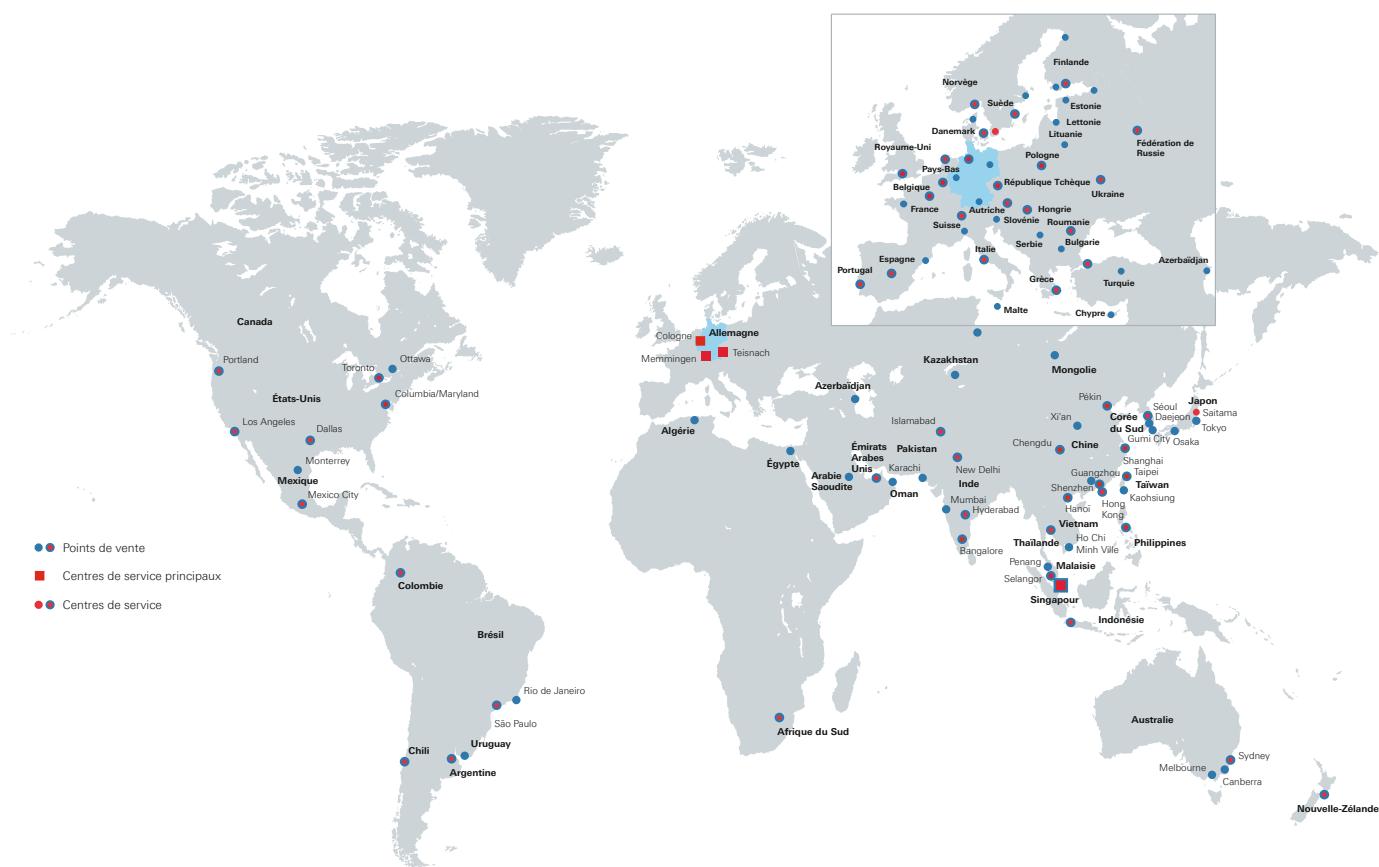 Finlande
Norvège
Suède
Estonie
Danemark
Lettonie
Lituanie
Fédération de
Russie
Royaume-Uni
Pologne
Pays-Bas
République Tchèque
Belgique
Ukraine
France
Autriche
Hongrie
Slovénie
Roumanie
Suisse
Serbie
Bulgarie
Italie
Espagne
Azerbaïdjan
Portugal
Grèce
Turquie
Malte
Chypre
Canada
Portland
Ottawa
Toronto
États-Unis
Columbia/Maryland
Los Angeles
Dallas
Monterrey
Mexique
Mexico City
Cologne
Allemagne
Memmingen
Teisnach
Kazakhstan
Mongolie
Azerbaïdjan
Algérie
Égypte
Islamabad
Pakistan
Émirats
Arabes
Unis
Arabie
Saoudite
Karachi
Oman
New Delhi
Inde
Mumbai
Hyderabad
Bangalore
Pékin
Xi'an
Chengdu
Chine
Corée
du Sud
Séoul
Daejeon
Gumi City
Japon
Saitama
Tokyo
Osaka
Shanghai
Guangzhou
Taipei
Shenzhen
Taïwan
Kaohsiung
Hanoï
Hong
Kong
Vietnam
Thaïlande
Ho Chi
Minh Ville
Philippines
Penang
Malaisie
Selangor
Singapour
Indonésie
Points de vente
Centres de service principaux
Centres de service
Colombie
Brésil
Rio de Janeiro
São Paulo
Uruguay
Chili
Argentine
Afrique du Sud
Australie
Sydney
Melbourne
Canberra
Nouvelle-Zélande